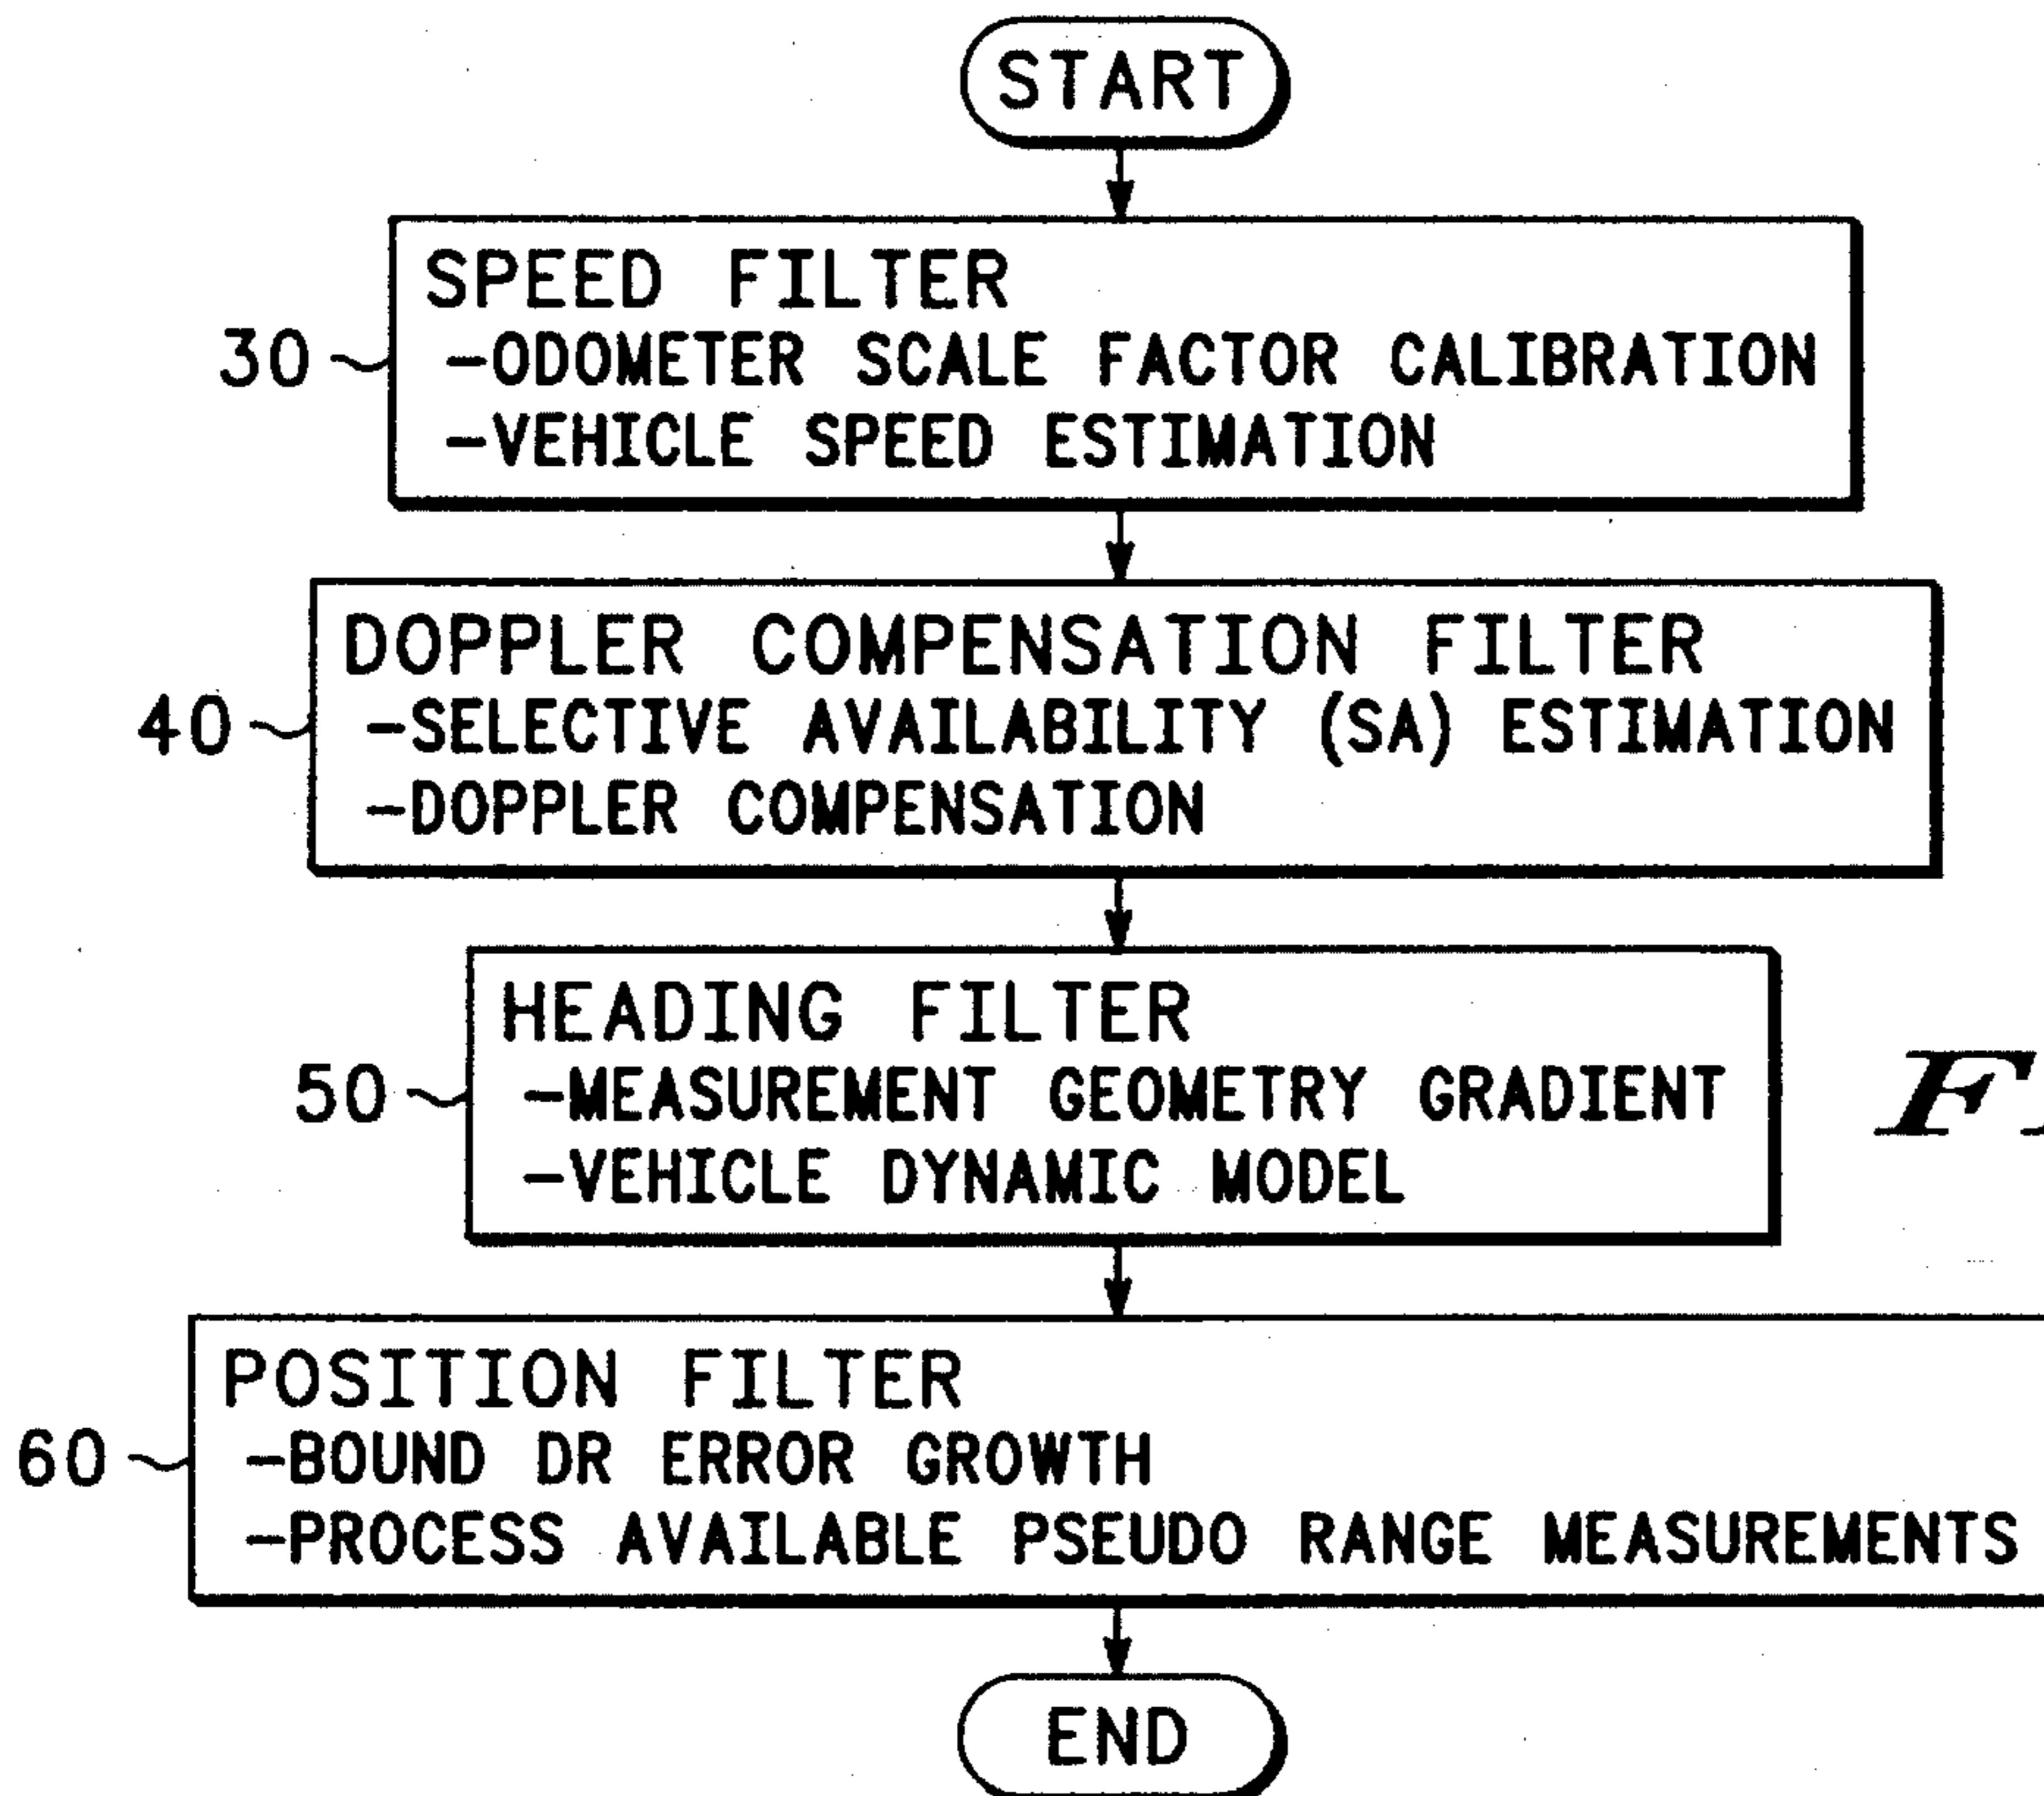 START
SPEED FILTER
30
-ODOMETER SCALE FACTOR CALIBRATION
-VEHICLE SPEED ESTIMATION
DOPPLER COMPENSATION FILTER
40
-SELECTIVE AVAILABILITY (SA) ESTIMATION
-DOPPLER COMPENSATION
HEADING FILTER
50
-MEASUREMENT GEOMETRY GRADIENT
-VEHICLE DYNAMIC MODEL
POSITION FILTER
60
-BOUND DR ERROR GROWTH
-PROCESS AVAILABLE PSEUDO RANGE MEASUREMENTS
END